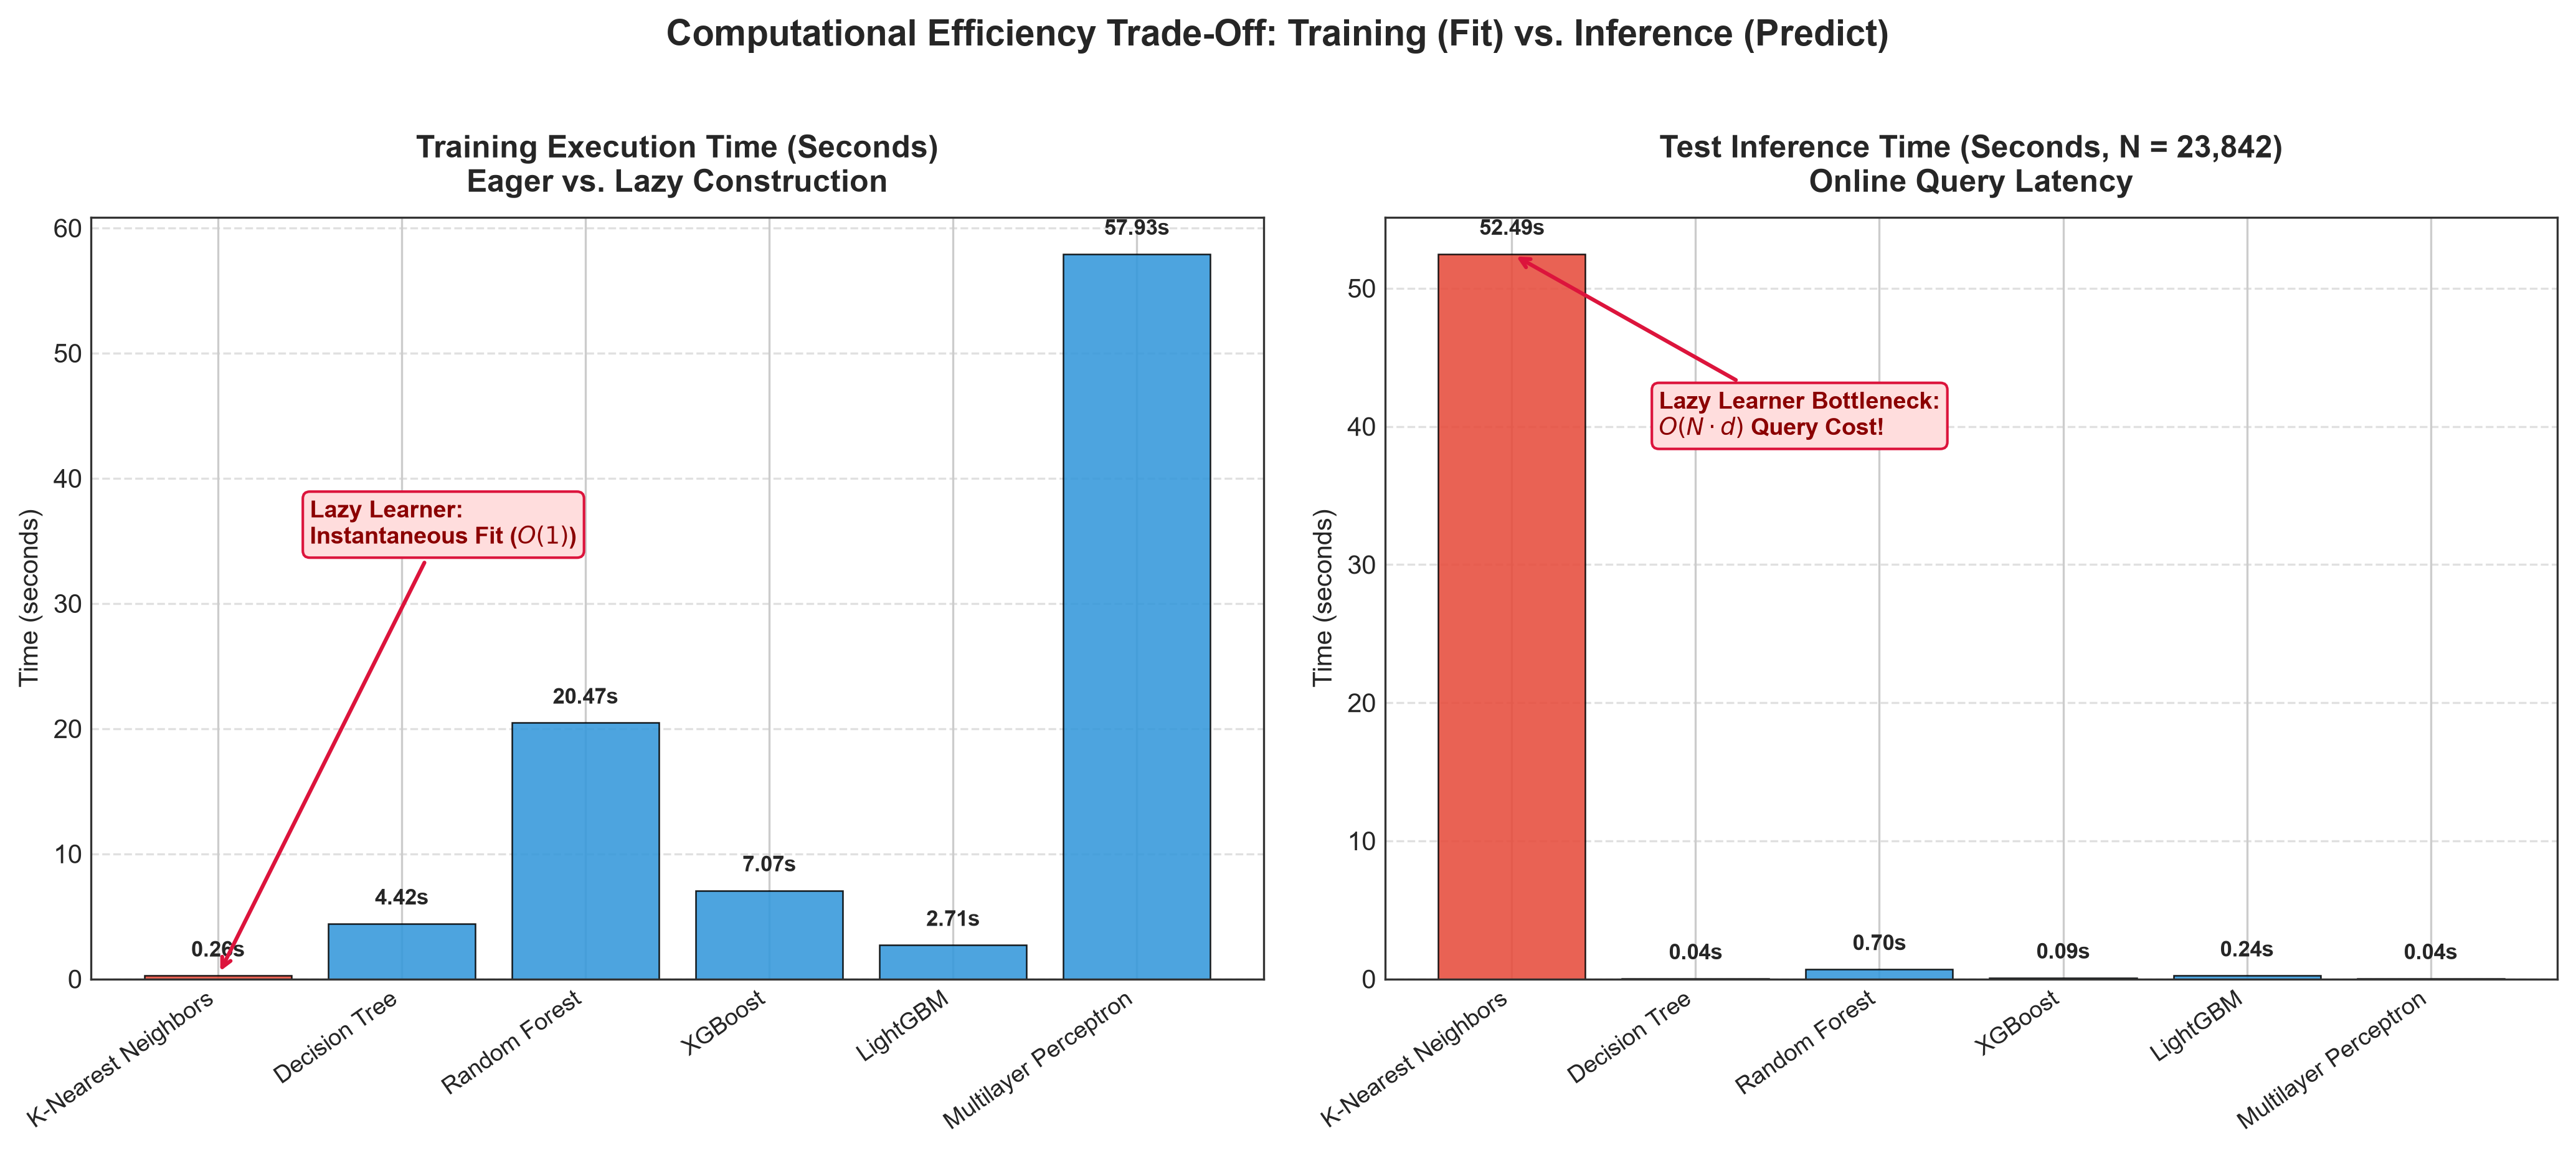 Computational Efficiency Trade-Off: Training (Fit) vs. Inference (Predict)
Training Execution Time (Seconds)
Eager vs. Lazy Construction
Time (seconds)
60
50
40
30
20
10
0
57.93s
Lazy Learner:
Instantaneous Fit (O(1))
20.47s
7.07s
4.42s
2.71s
0.26s
K-Nearest Neighbors
Decision Tree
Random Forest
XGBoost
LightGBM
Multilayer Perceptron
Test Inference Time (Seconds, N = 23,842)
Online Query Latency
Time (seconds)
50
40
30
20
10
0
52.49s
Lazy Learner Bottleneck:
O(N · d) Query Cost!
0.04s
0.70s
0.09s
0.24s
0.04s
K-Nearest Neighbors
Decision Tree
Random Forest
XGBoost
LightGBM
Multilayer Perceptron